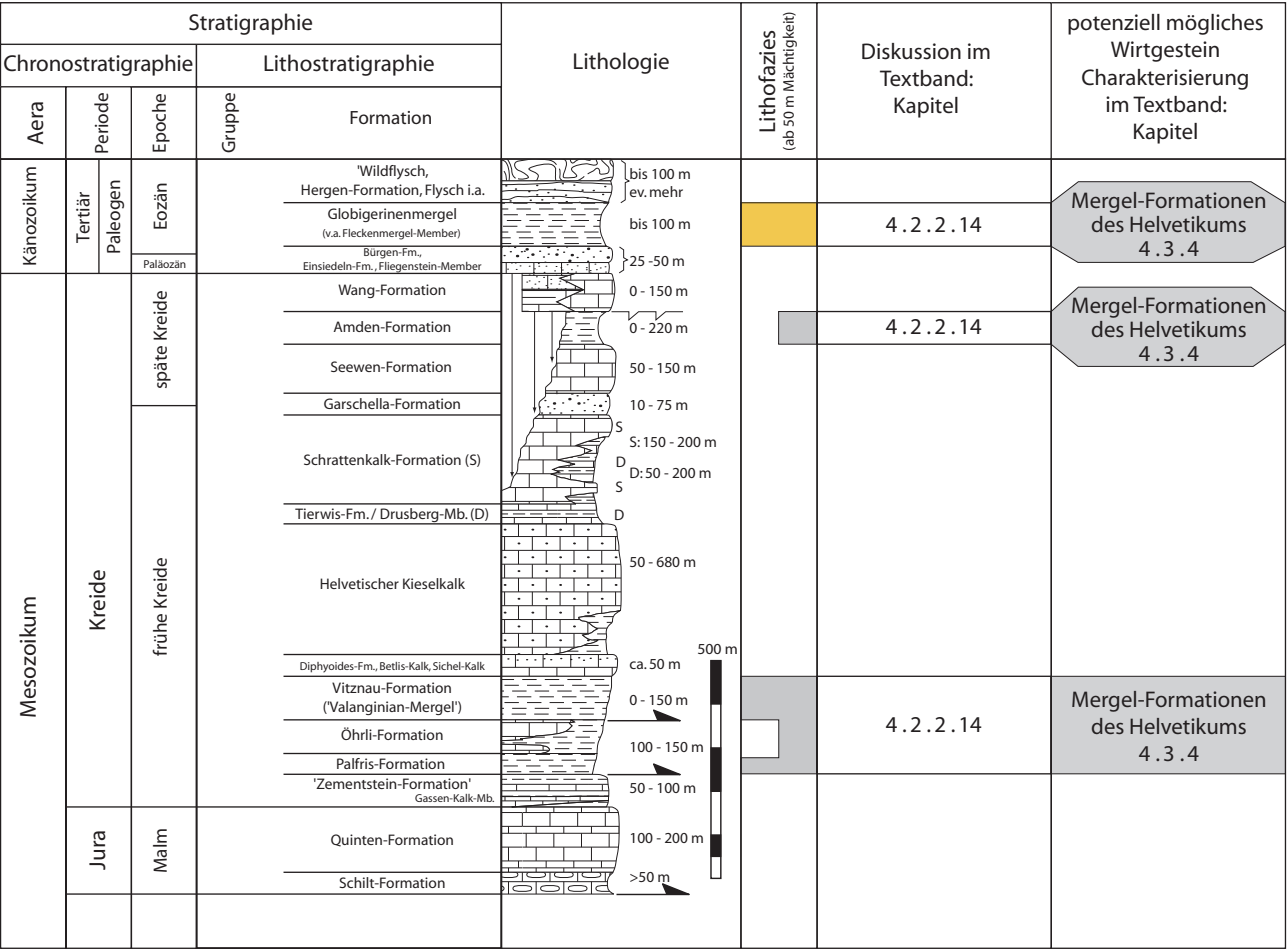 Stratigraphie
Chronostratigraphie
Lithostratigraphie
Aera
Periode
Epoche
Gruppe
Formation
Lithologie
Lithofazies
(ab 50 m Mächtigkeit)
Diskussion im
Textband:
Kapitel
potenziell mögliches
Wirtgestein
Charakterisierung
im Textband:
Kapitel
Känozoikum
Tertiär
Paleogen
Eozän
Paläozän
Mesozoikum
Kreide
späte Kreide
frühe Kreide
Jura
Malm
'Wildflysch,
Hergen-Formation, Flysch i.a.
bis 100 m
ev. mehr
Globigerinenmergel
(v.a. Fleckenmergel-Member)
bis 100 m
4.2.2.14
Mergel-Formationen
des Helvetikums
4.3.4
Bürgen-Fm.,
Einsiedeln-Fm., Fliegenstein-Member
25 -50 m
Wang-Formation
0 - 150 m
Amden-Formation
0 - 220 m
4.2.2.14
Mergel-Formationen
des Helvetikums
4.3.4
Seewen-Formation
50 - 150 m
Garschella-Formation
10 - 75 m
Schrattenkalk-Formation (S)
S
S: 150 - 200 m
D
D: 50 - 200 m
S
Tierwis-Fm. / Drusberg-Mb. (D)
D
Helvetischer Kieselkalk
50 - 680 m
Diphyoides-Fm., Betlis-Kalk, Sichel-Kalk
ca. 50 m
500 m
Vitznau-Formation
('Valanginian-Mergel')
0 - 150 m
Öhrli-Formation
100 - 150 m
4.2.2.14
Mergel-Formationen
des Helvetikums
4.3.4
Palfris-Formation
'Zementstein-Formation'
Gassen-Kalk-Mb.
50 - 100 m
Quinten-Formation
100 - 200 m
Schilt-Formation
>50 m